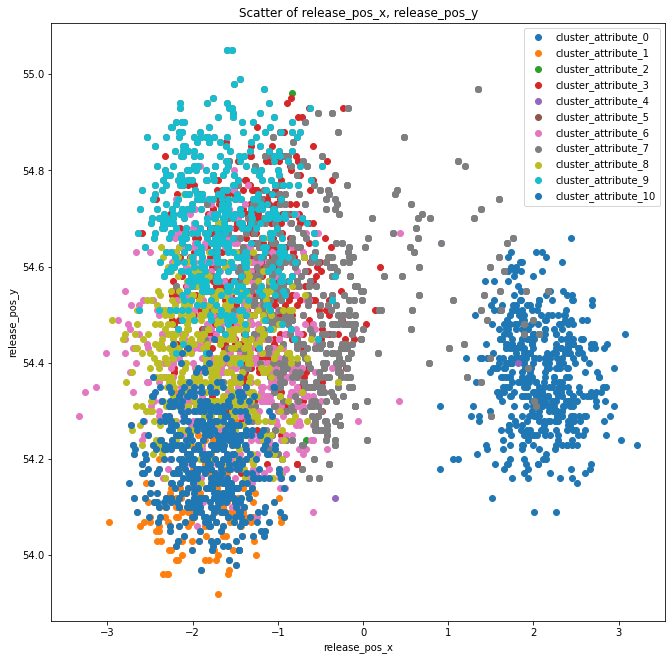 Scatter of release_pos_x, release_pos_y
cluster_attribute_0
cluster_attribute_1
cluster_attribute_2
cluster_attribute_3
cluster_attribute_4
cluster_attribute_5
cluster_attribute_6
cluster_attribute_7
cluster_attribute_8
cluster_attribute_9
cluster_attribute_10
55.0
54.8
54.6
54.4
54.2
54.0
release_pos_y
−3 −2 −1 0 1 2 3
release_pos_x